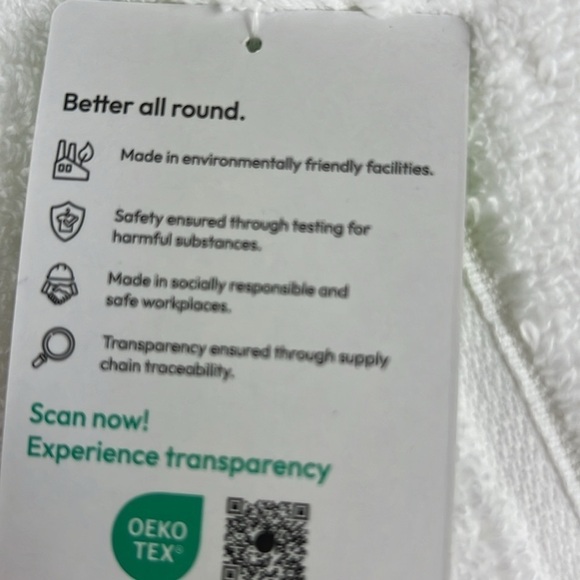 Better all round.
Made in environmentally friendly facilities.
Safety ensured through testing for
harmful substances.
Made in socially responsible and
safe workplaces.
Transparency ensured through supply
chain traceability.
Scan now!
Experience transparency
OEKO
TEX®